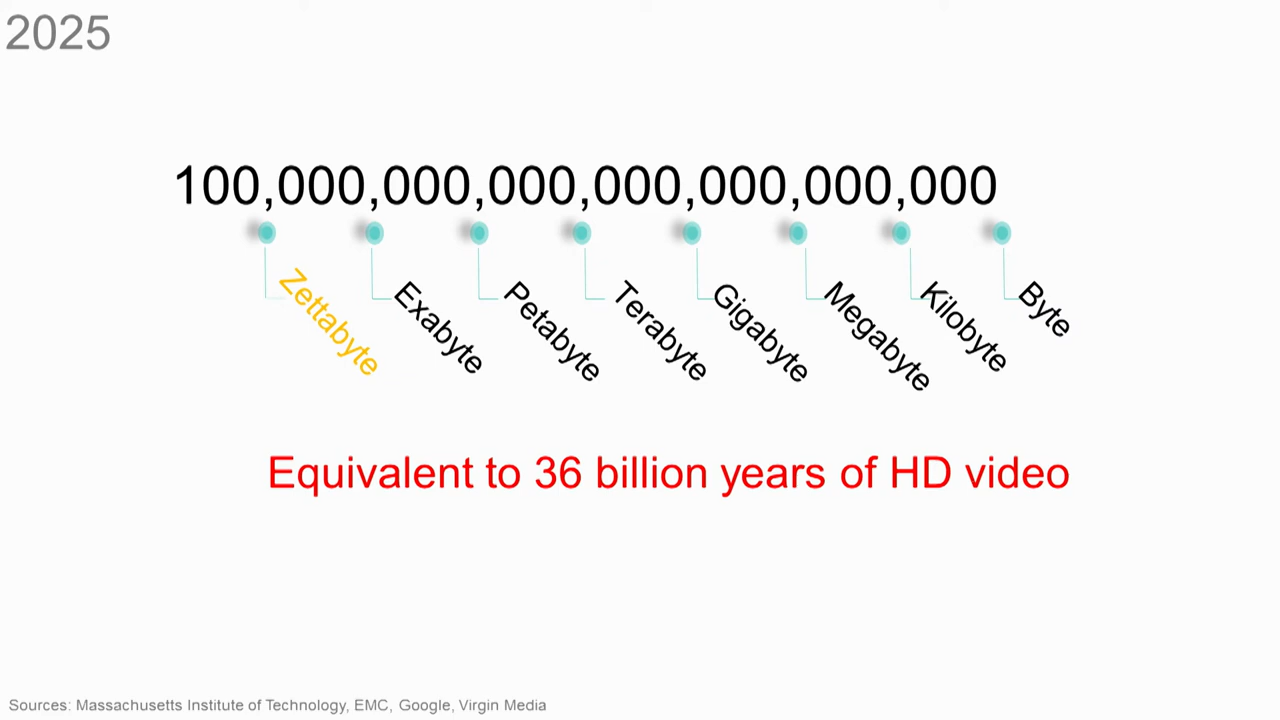 2025
100,000,000,000,000,000,000,000
Zettabyte
Exabyte
Petabyte
Terabyte
Gigabyte
Megabyte
Kilobyte
Byte
Equivalent to 36 billion years of HD video
Sources: Massachusetts Institute of Technology, EMC, Google, Virgin Media